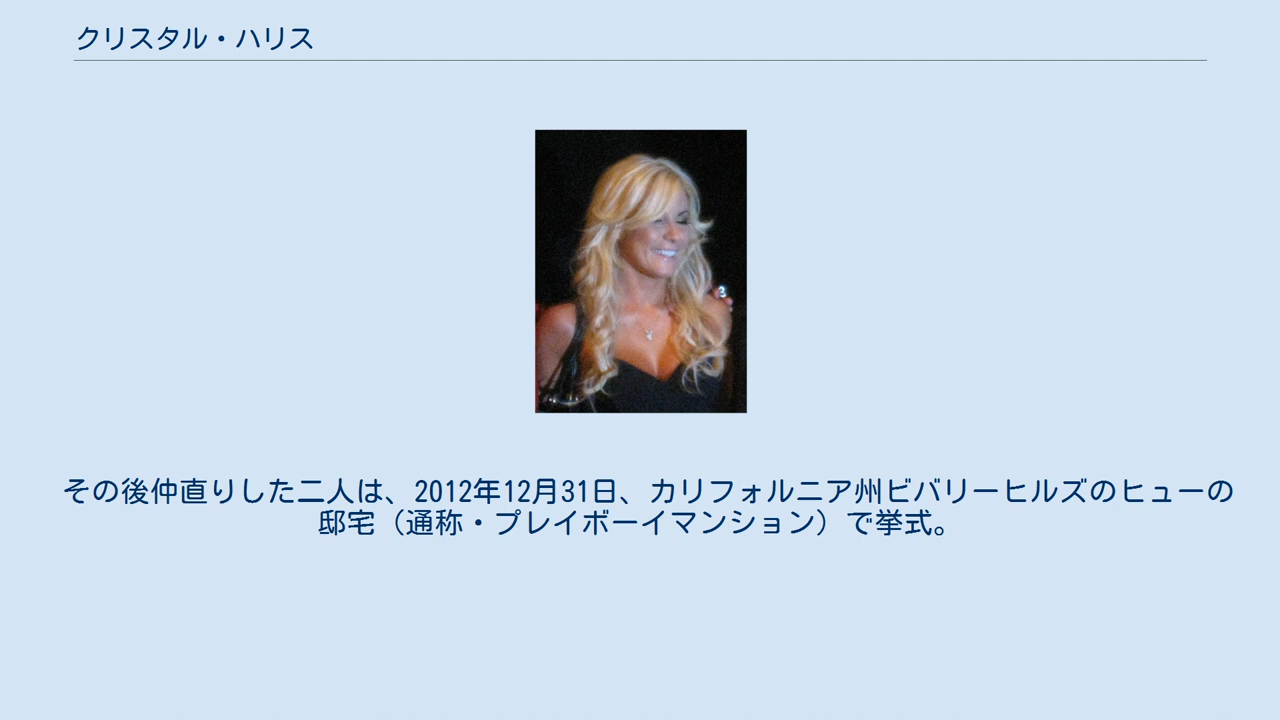 クリスタル・ハリス
その後仲直りした二人は、2012年12月31日、カリフォルニア州ビバリーヒルズのヒューの
邸宅（通称・プレイボーイマンション）で挙式。